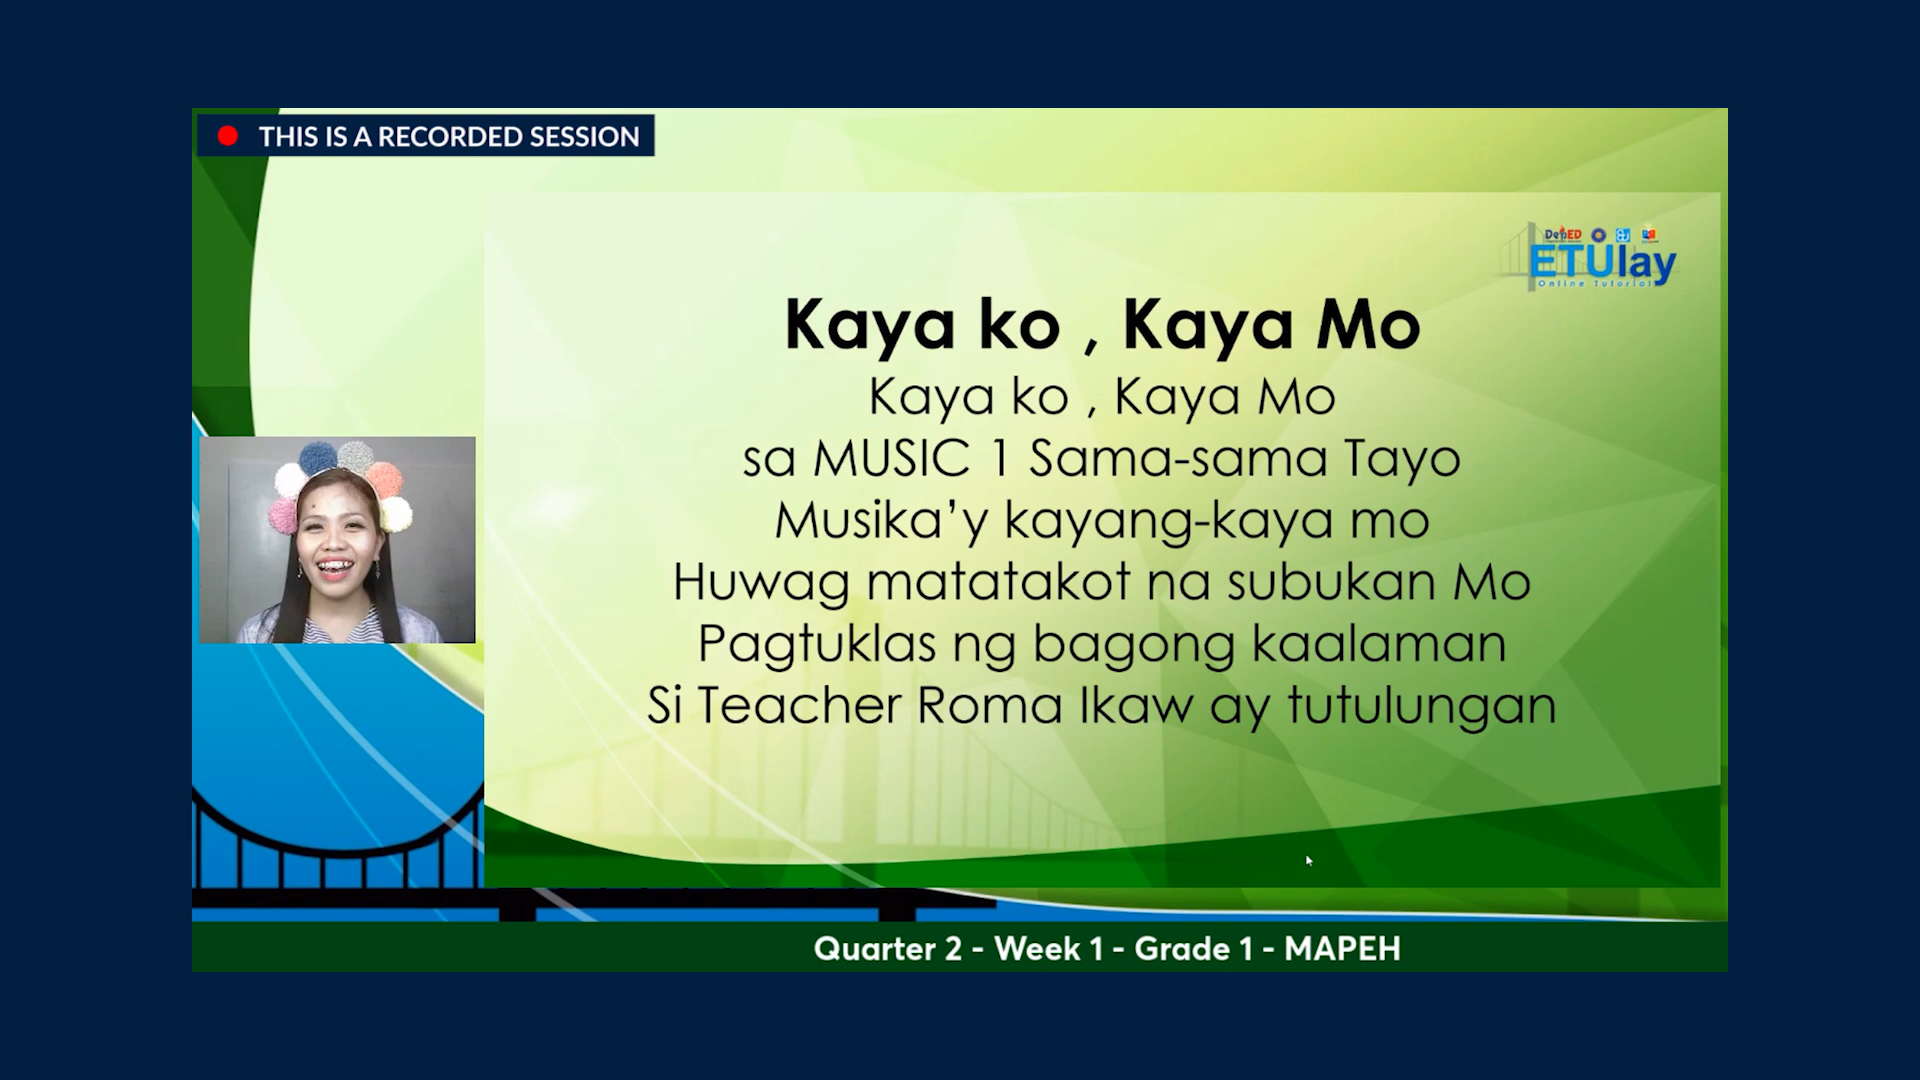 THIS IS A RECORDED SESSION
DepED
ETUlay
Online Tutorial
Kaya ko , Kaya Mo
Kaya ko , Kaya Mo
sa MUSIC 1 Sama-sama Tayo
Musika’y kayang-kaya mo
Huwag matatakot na subukan Mo
Pagtuklas ng bagong kaalaman
Si Teacher Roma Ikaw ay tutulungan
Quarter 2 - Week 1 - Grade 1 - MAPEH